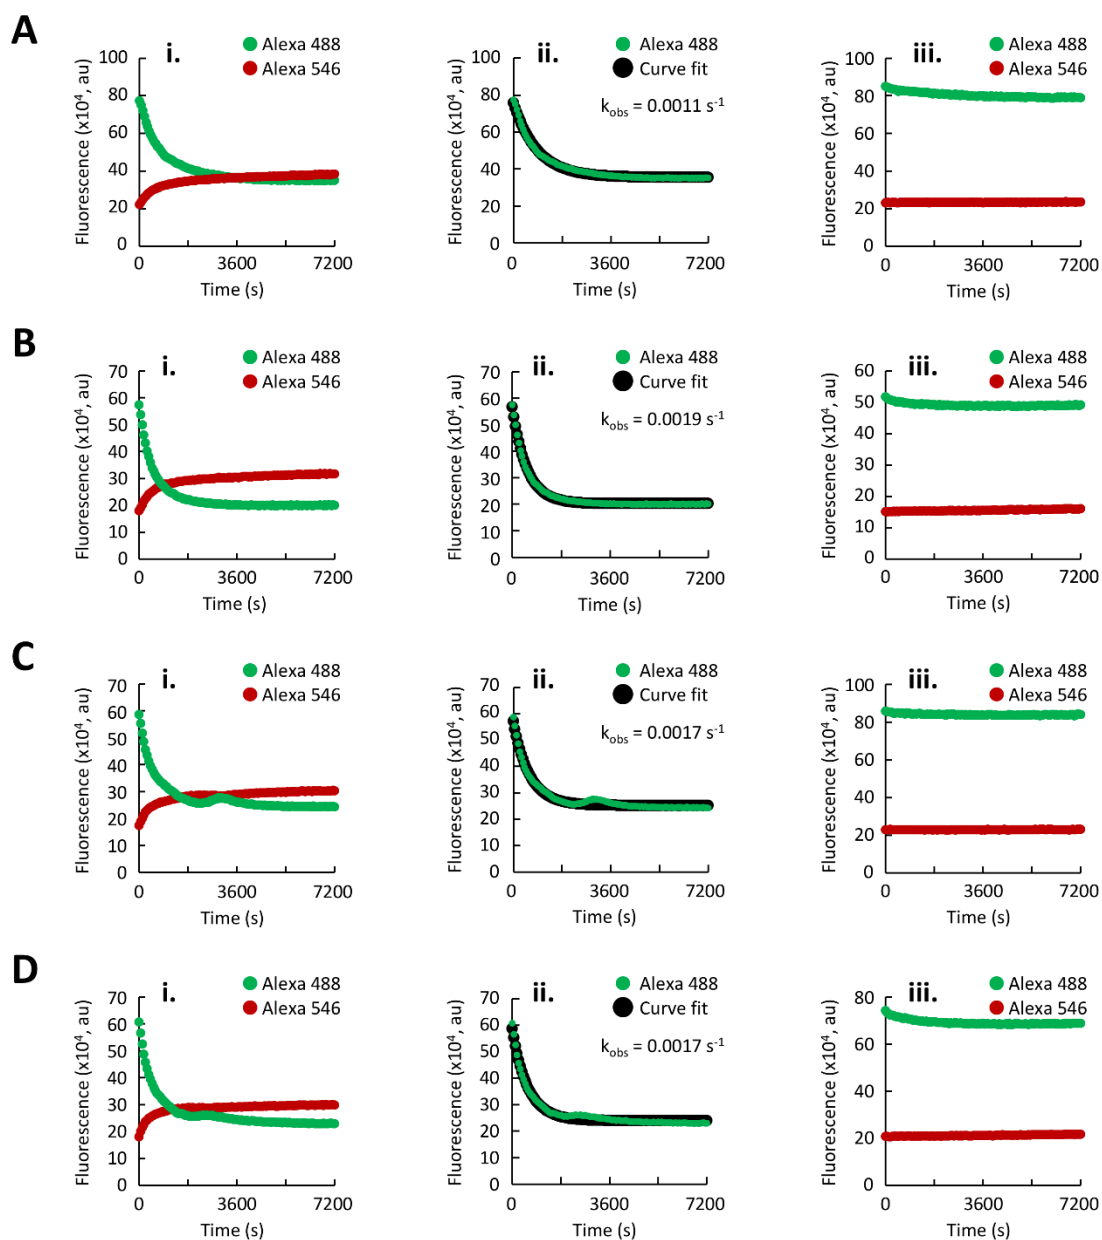 A
i.
Alexa 488
Alexa 546
Fluorescence (x10⁴, au)
100
80
60
40
20
0
0 3600 7200
Time (s)
ii.
Alexa 488
Curve fit
k_obs = 0.0011 s⁻¹
Fluorescence (x10⁴, au)
100
80
60
40
20
0
0 3600 7200
Time (s)
iii.
Alexa 488
Alexa 546
Fluorescence (x10⁴, au)
100
80
60
40
20
0
0 3600 7200
Time (s)
B
i.
Alexa 488
Alexa 546
Fluorescence (x10⁴, au)
70
60
50
40
30
20
10
0
0 3600 7200
Time (s)
ii.
Alexa 488
Curve fit
k_obs = 0.0019 s⁻¹
Fluorescence (x10⁴, au)
70
60
50
40
30
20
10
0
0 3600 7200
Time (s)
iii.
Alexa 488
Alexa 546
Fluorescence (x10⁴, au)
60
50
40
30
20
10
0
0 3600 7200
Time (s)
C
i.
Alexa 488
Alexa 546
Fluorescence (x10⁴, au)
70
60
50
40
30
20
10
0
0 3600 7200
Time (s)
ii.
Alexa 488
Curve fit
k_obs = 0.0017 s⁻¹
Fluorescence (x10⁴, au)
70
60
50
40
30
20
10
0
0 3600 7200
Time (s)
iii.
Alexa 488
Alexa 546
Fluorescence (x10⁴, au)
100
80
60
40
20
0
0 3600 7200
Time (s)
D
i.
Alexa 488
Alexa 546
Fluorescence (x10⁴, au)
70
60
50
40
30
20
10
0
0 3600 7200
Time (s)
ii.
Alexa 488
Curve fit
k_obs = 0.0017 s⁻¹
Fluorescence (x10⁴, au)
70
60
50
40
30
20
10
0
0 3600 7200
Time (s)
iii.
Alexa 488
Alexa 546
Fluorescence (x10⁴, au)
80
60
40
20
0
0 3600 7200
Time (s)